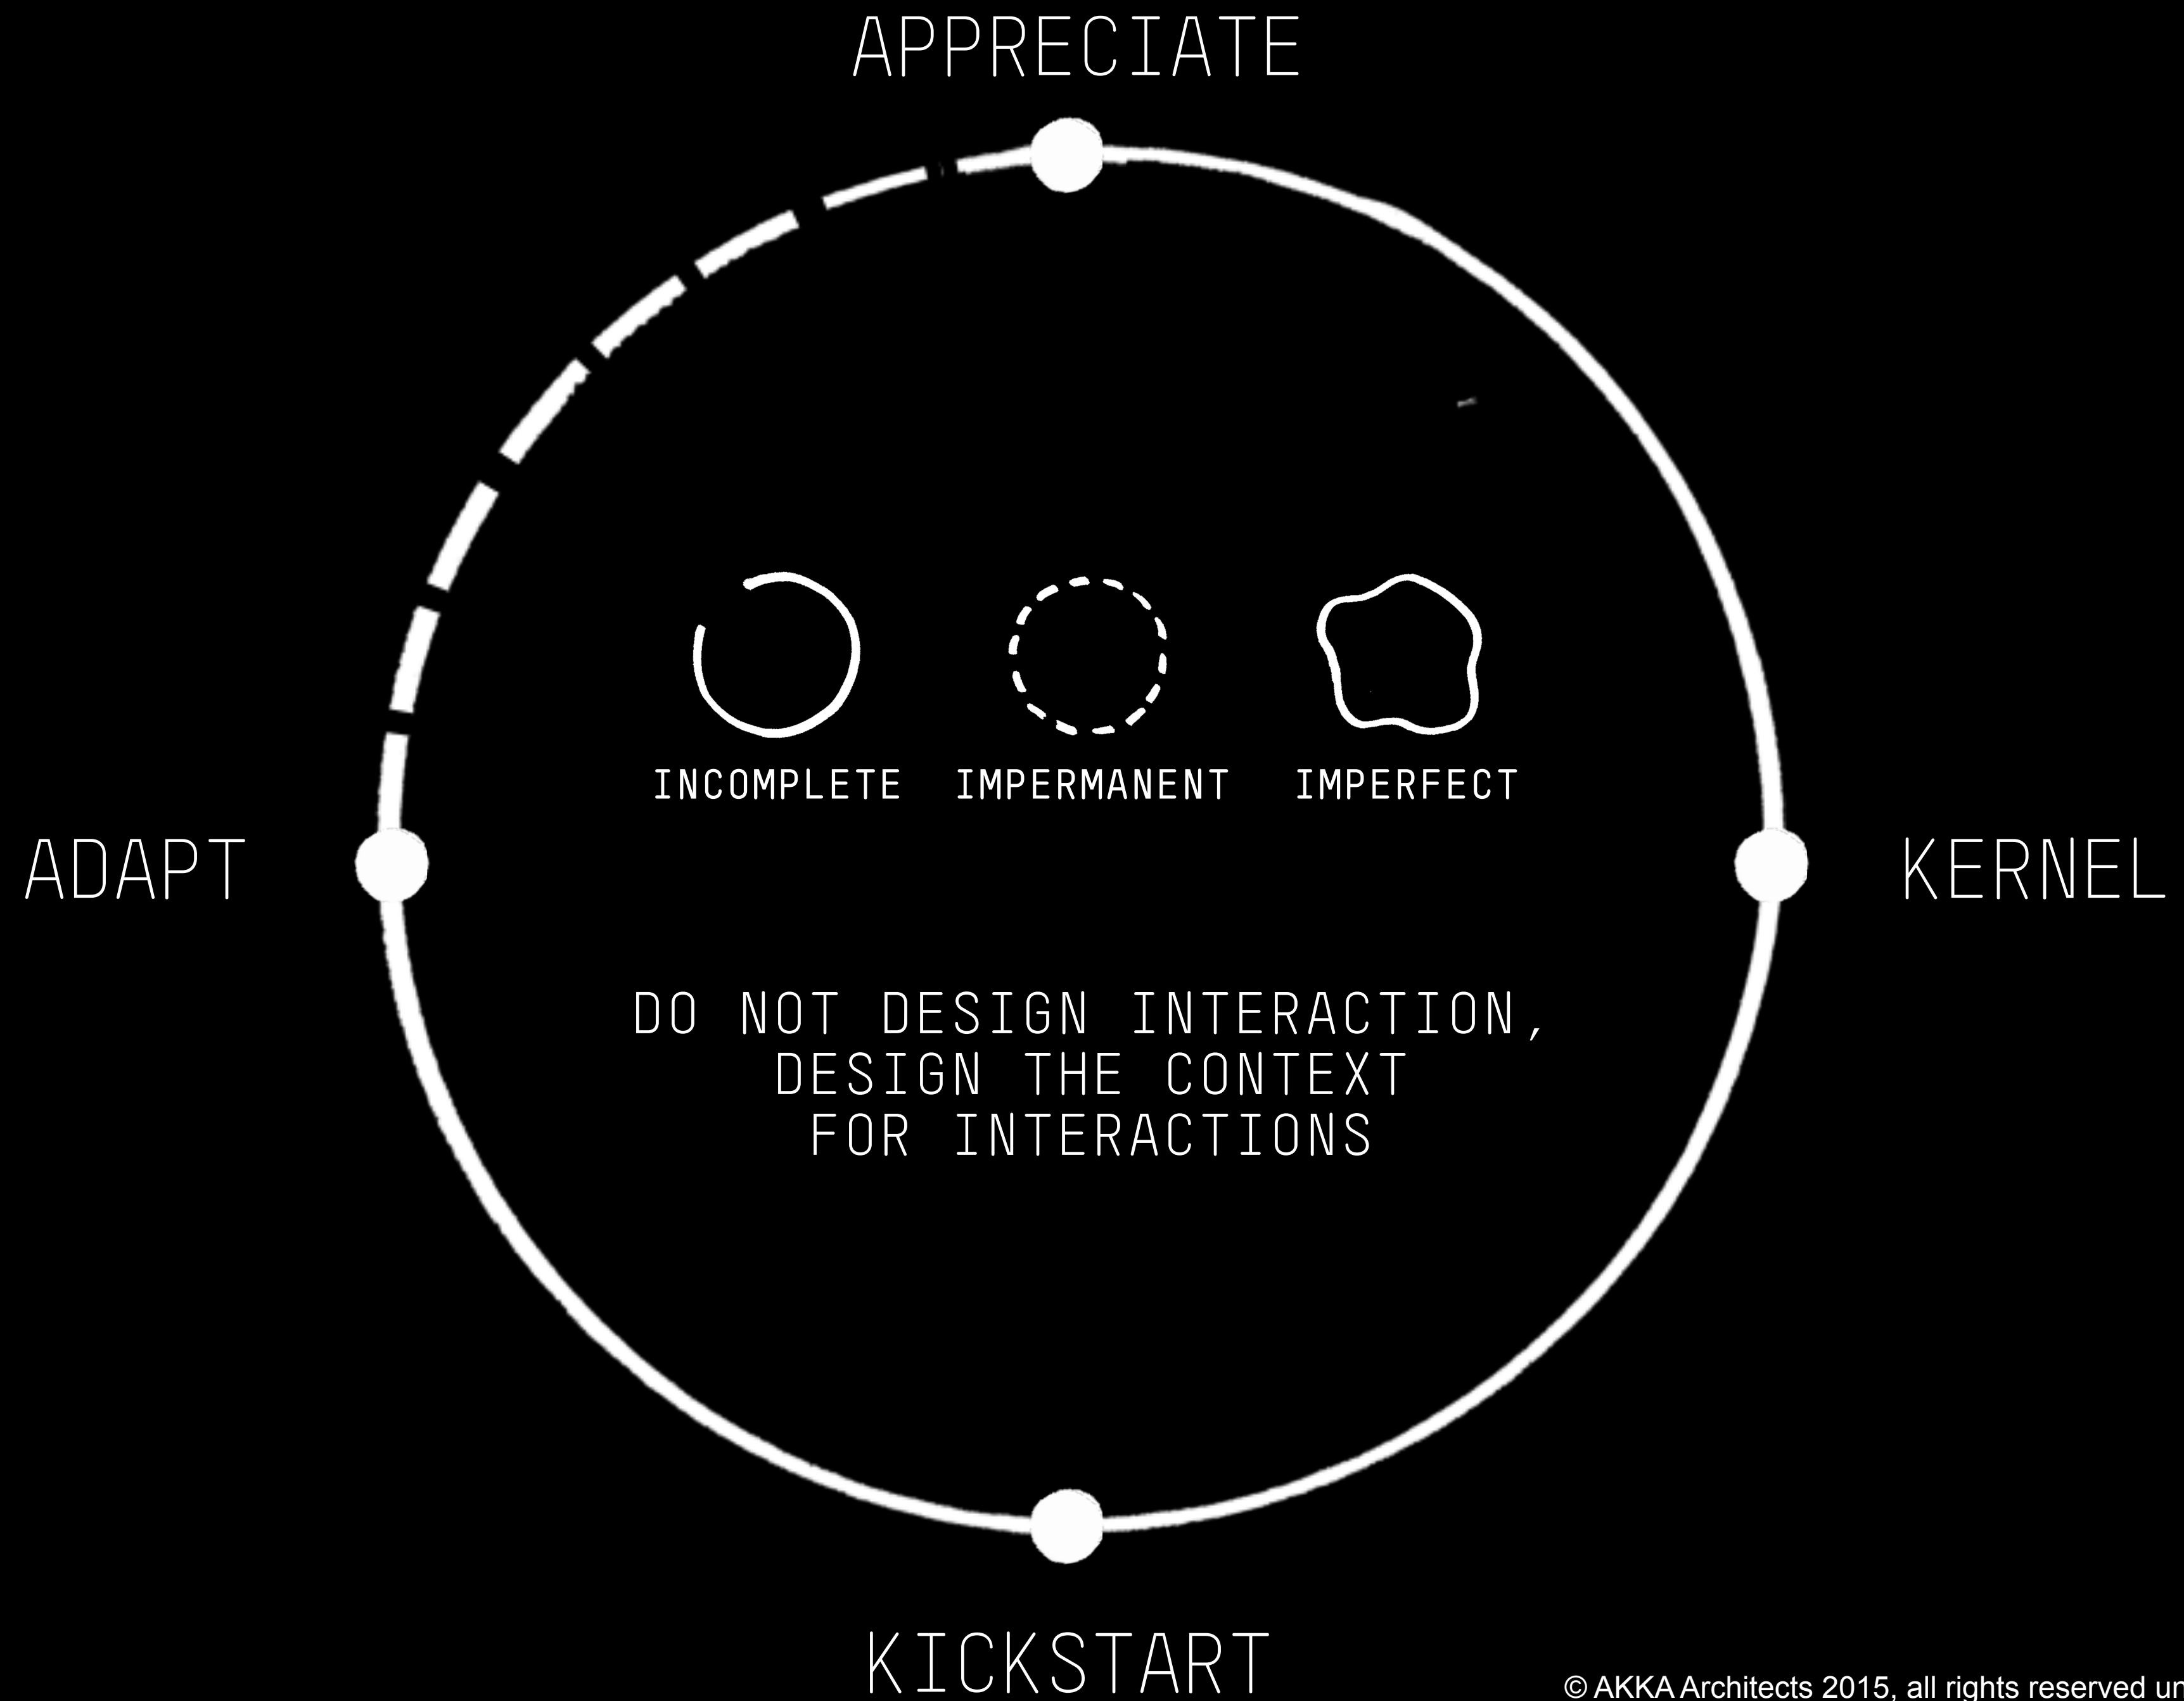 APPRECIATE
INCOMPLETE IMPERMANENT IMPERFECT
ADAPT
KERNEL
DO NOT DESIGN INTERACTION,
DESIGN THE CONTEXT
FOR INTERACTIONS
KICKSTART
© AKKA Architects 2015, all rights reserved